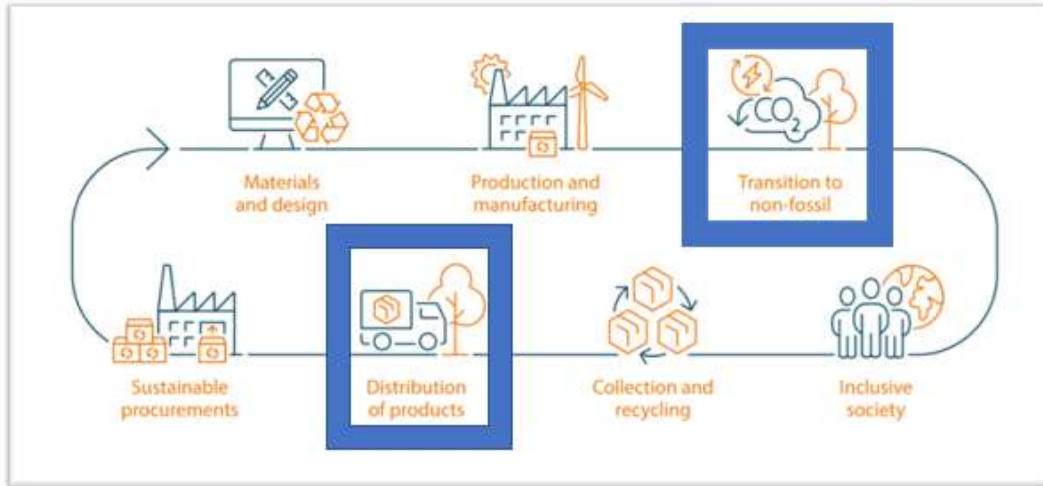 CO2
Materials
and design
Production and
manufacturing
Transition to
non-fossil
Sustainable
procurements
Distribution
of products
Collection and
recycling
Inclusive
society